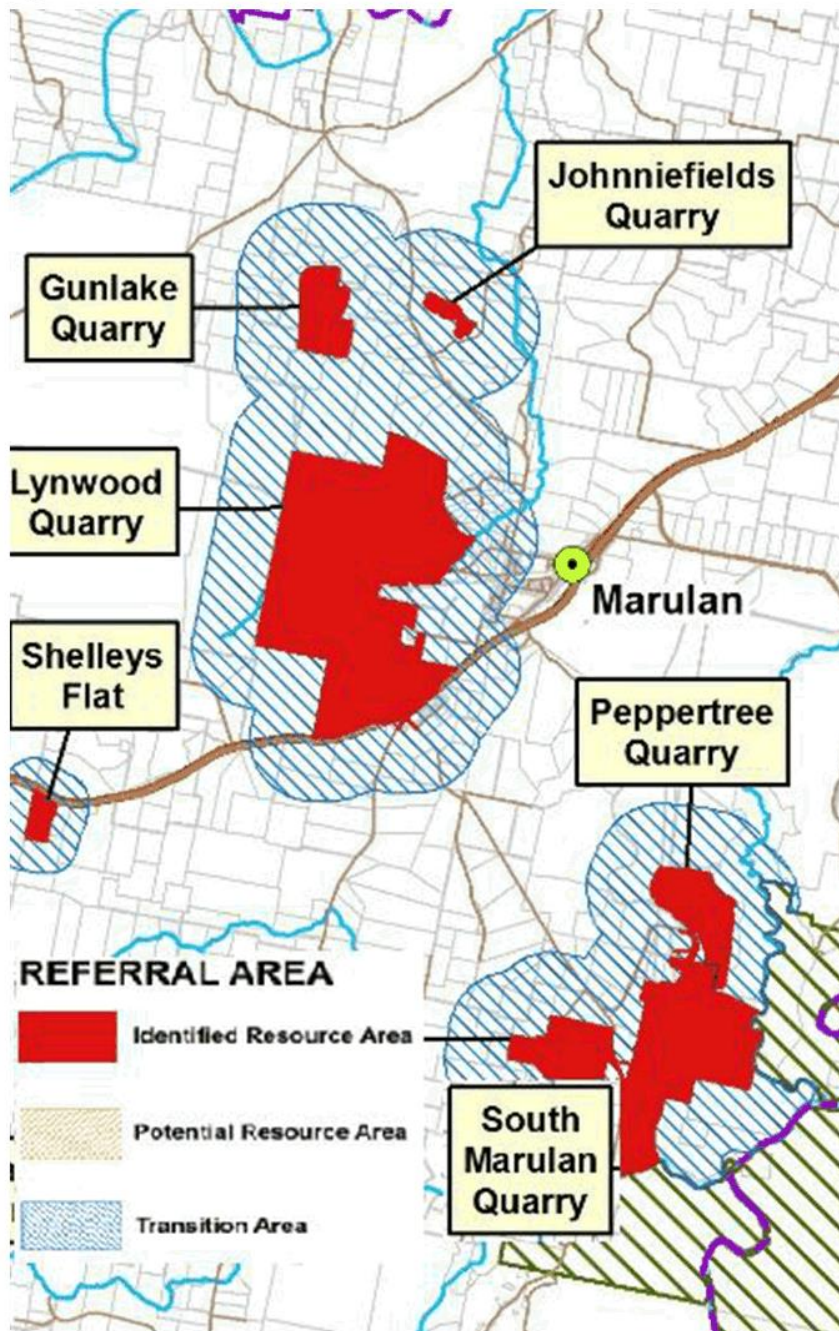 Johnniefields
Quarry
Gunlake
Quarry
Lynwood
Quarry
Marulan
Shelleys
Flat
Peppertree
Quarry
REFERRAL AREA
Identified Resource Area
Potential Resource Area
Transition Area
South
Marulan
Quarry